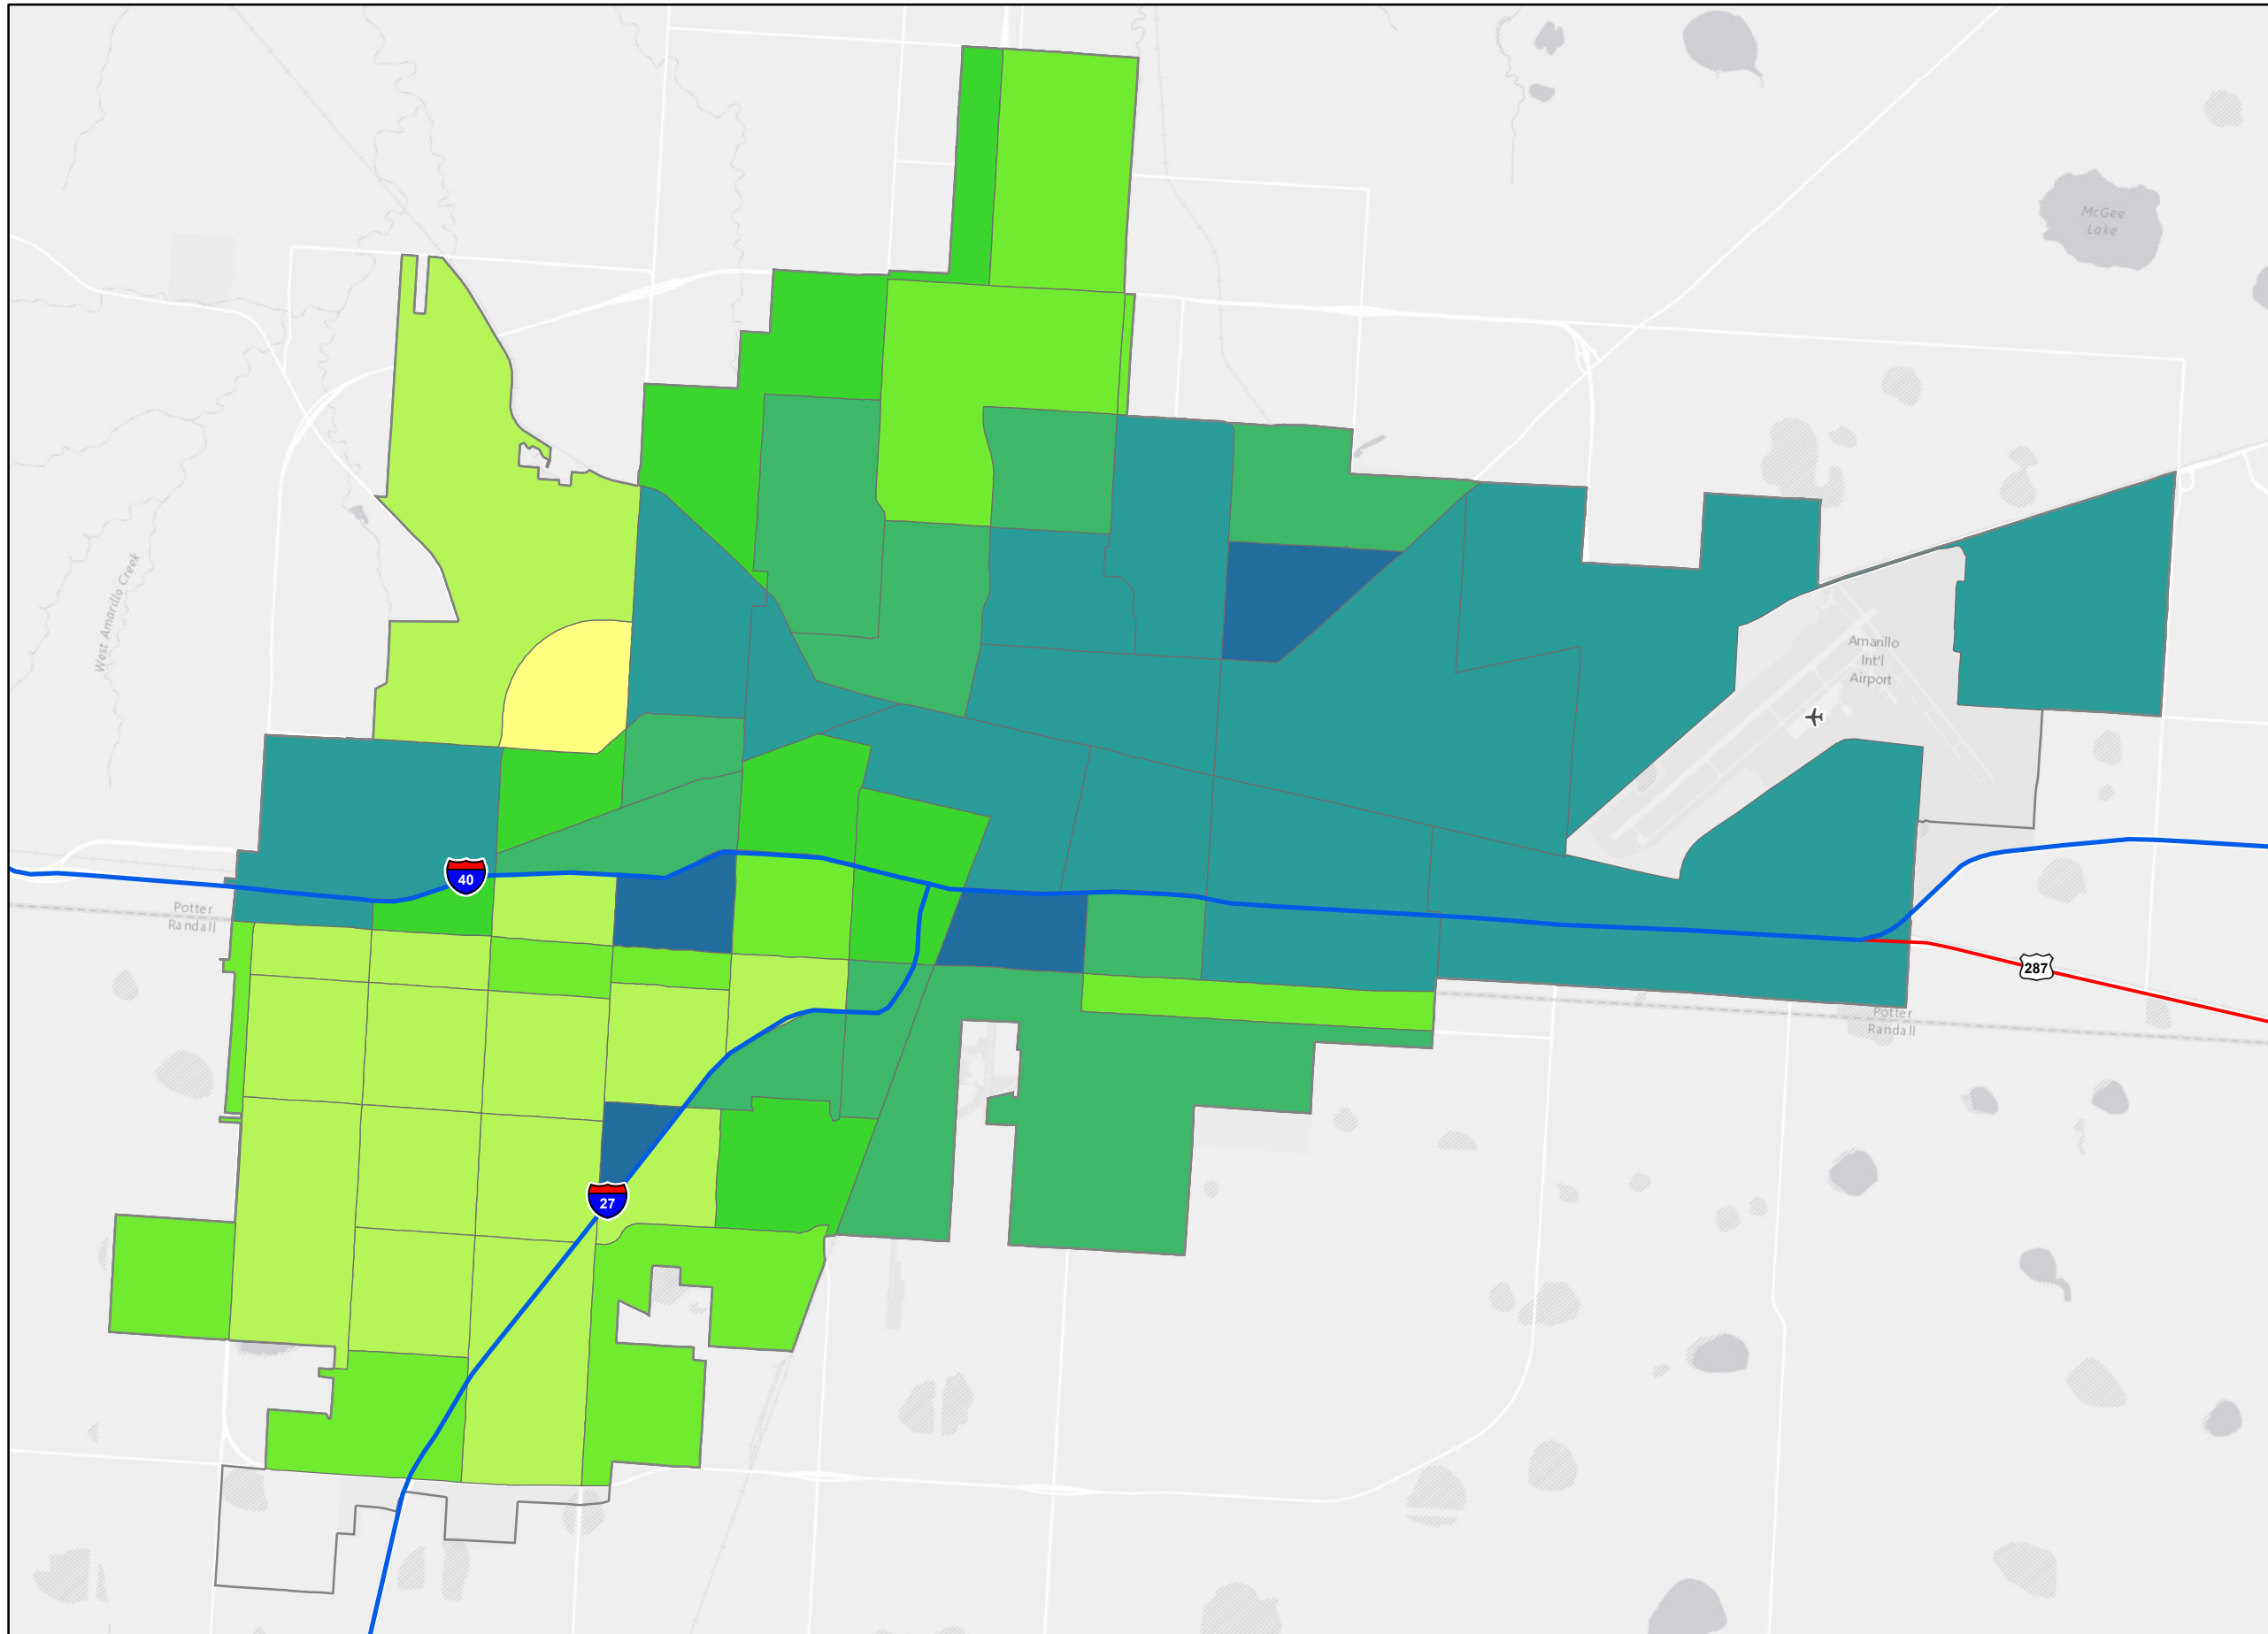 McGee
Lake
West Amarillo Creek
Amarillo
Int'l
Airport
40
Potter
Randall
287
Potter
Randall
27